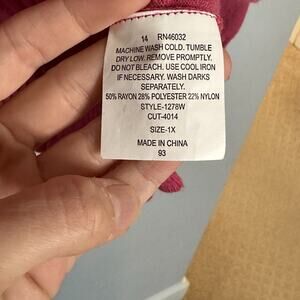 14 RN46032
MACHINE WASH COLD. TUMBLE
DRY LOW. REMOVE PROMPTLY.
DO NOT BLEACH. USE COOL IRON
IF NECESSARY. WASH DARKS
SEPARATELY.
50% RAYON 28% POLYESTER 22% NYLON
STYLE-1278W
CUT-4014
SIZE-1X
MADE IN CHINA
93